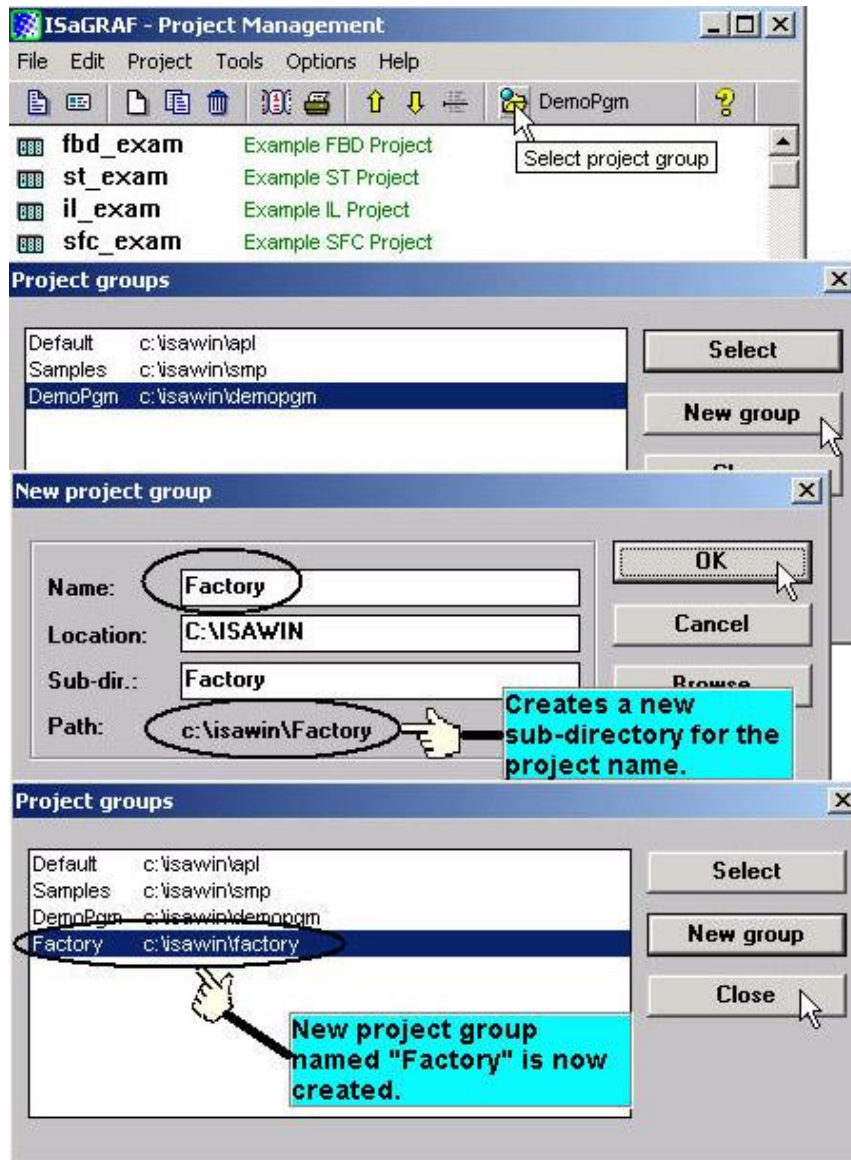 ISaGRAF - Project Management
File Edit Project Tools Options Help
DemoPgm
fbd_exam Example FBD Project
Select project group
st_exam Example ST Project
il_exam Example IL Project
sfc_exam Example SFC Project
Project groups
Default c:\isawin\apl
Samples c:\isawin\smp
DemoPgm c:\isawin\demopgm
Select
New group
New project group
Name: Factory
Location: C:\ISAWIN
Sub-dir.: Factory
Path: c:\isawin\Factory
OK
Cancel
Browse
Creates a new
sub-directory for the
project name.
Project groups
Default c:\isawin\apl
Samples c:\isawin\smp
DemoPgm c:\isawin\demopgm
Factory c:\isawin\factory
Select
New group
Close
New project group
named "Factory" is now
created.